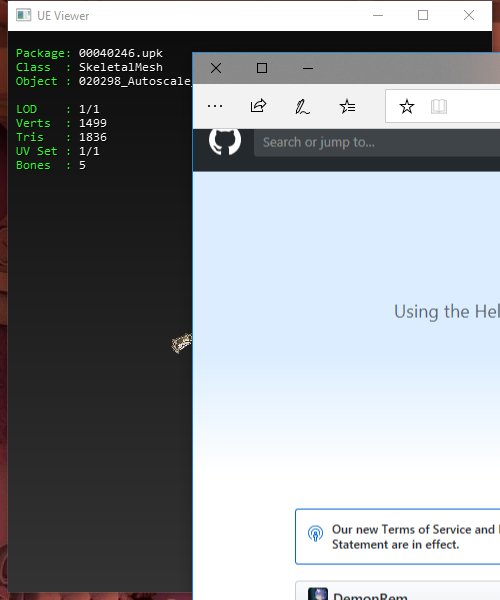 UE Viewer
Package: 00040246.upk
Class : SkeletalMesh
Object : 020298_Autoscale_
LOD : 1/1
Verts : 1499
Tris : 1836
UV Set : 1/1
Bones : 5
Search or jump to...
Using the Hel
Our new Terms of Service and
Statement are in effect.
DemonRem